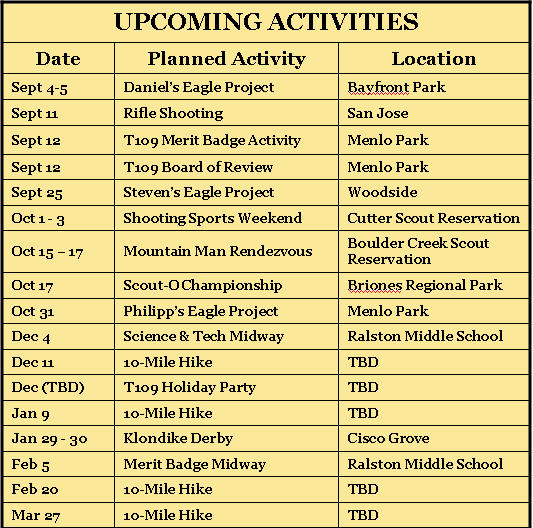 UPCOMING ACTIVITIES
Date Planned Activity Location
Sept 4-5 Daniel's Eagle Project Bayfront Park
Sept 11 Rifle Shooting San Jose
Sept 12 T109 Merit Badge Activity Menlo Park
Sept 12 T109 Board of Review Menlo Park
Sept 25 Steven's Eagle Project Woodside
Oct 1 - 3 Shooting Sports Weekend Cutter Scout Reservation
Oct 15 – 17 Mountain Man Rendezvous Boulder Creek Scout
Reservation
Oct 17 Scout-O Championship Briones Regional Park
Oct 31 Philipp's Eagle Project Menlo Park
Dec 4 Science & Tech Midway Ralston Middle School
Dec 11 10-Mile Hike TBD
Dec (TBD) T109 Holiday Party TBD
Jan 9 10-Mile Hike TBD
Jan 29 - 30 Klondike Derby Cisco Grove
Feb 5 Merit Badge Midway Ralston Middle School
Feb 20 10-Mile Hike TBD
Mar 27 10-Mile Hike TBD